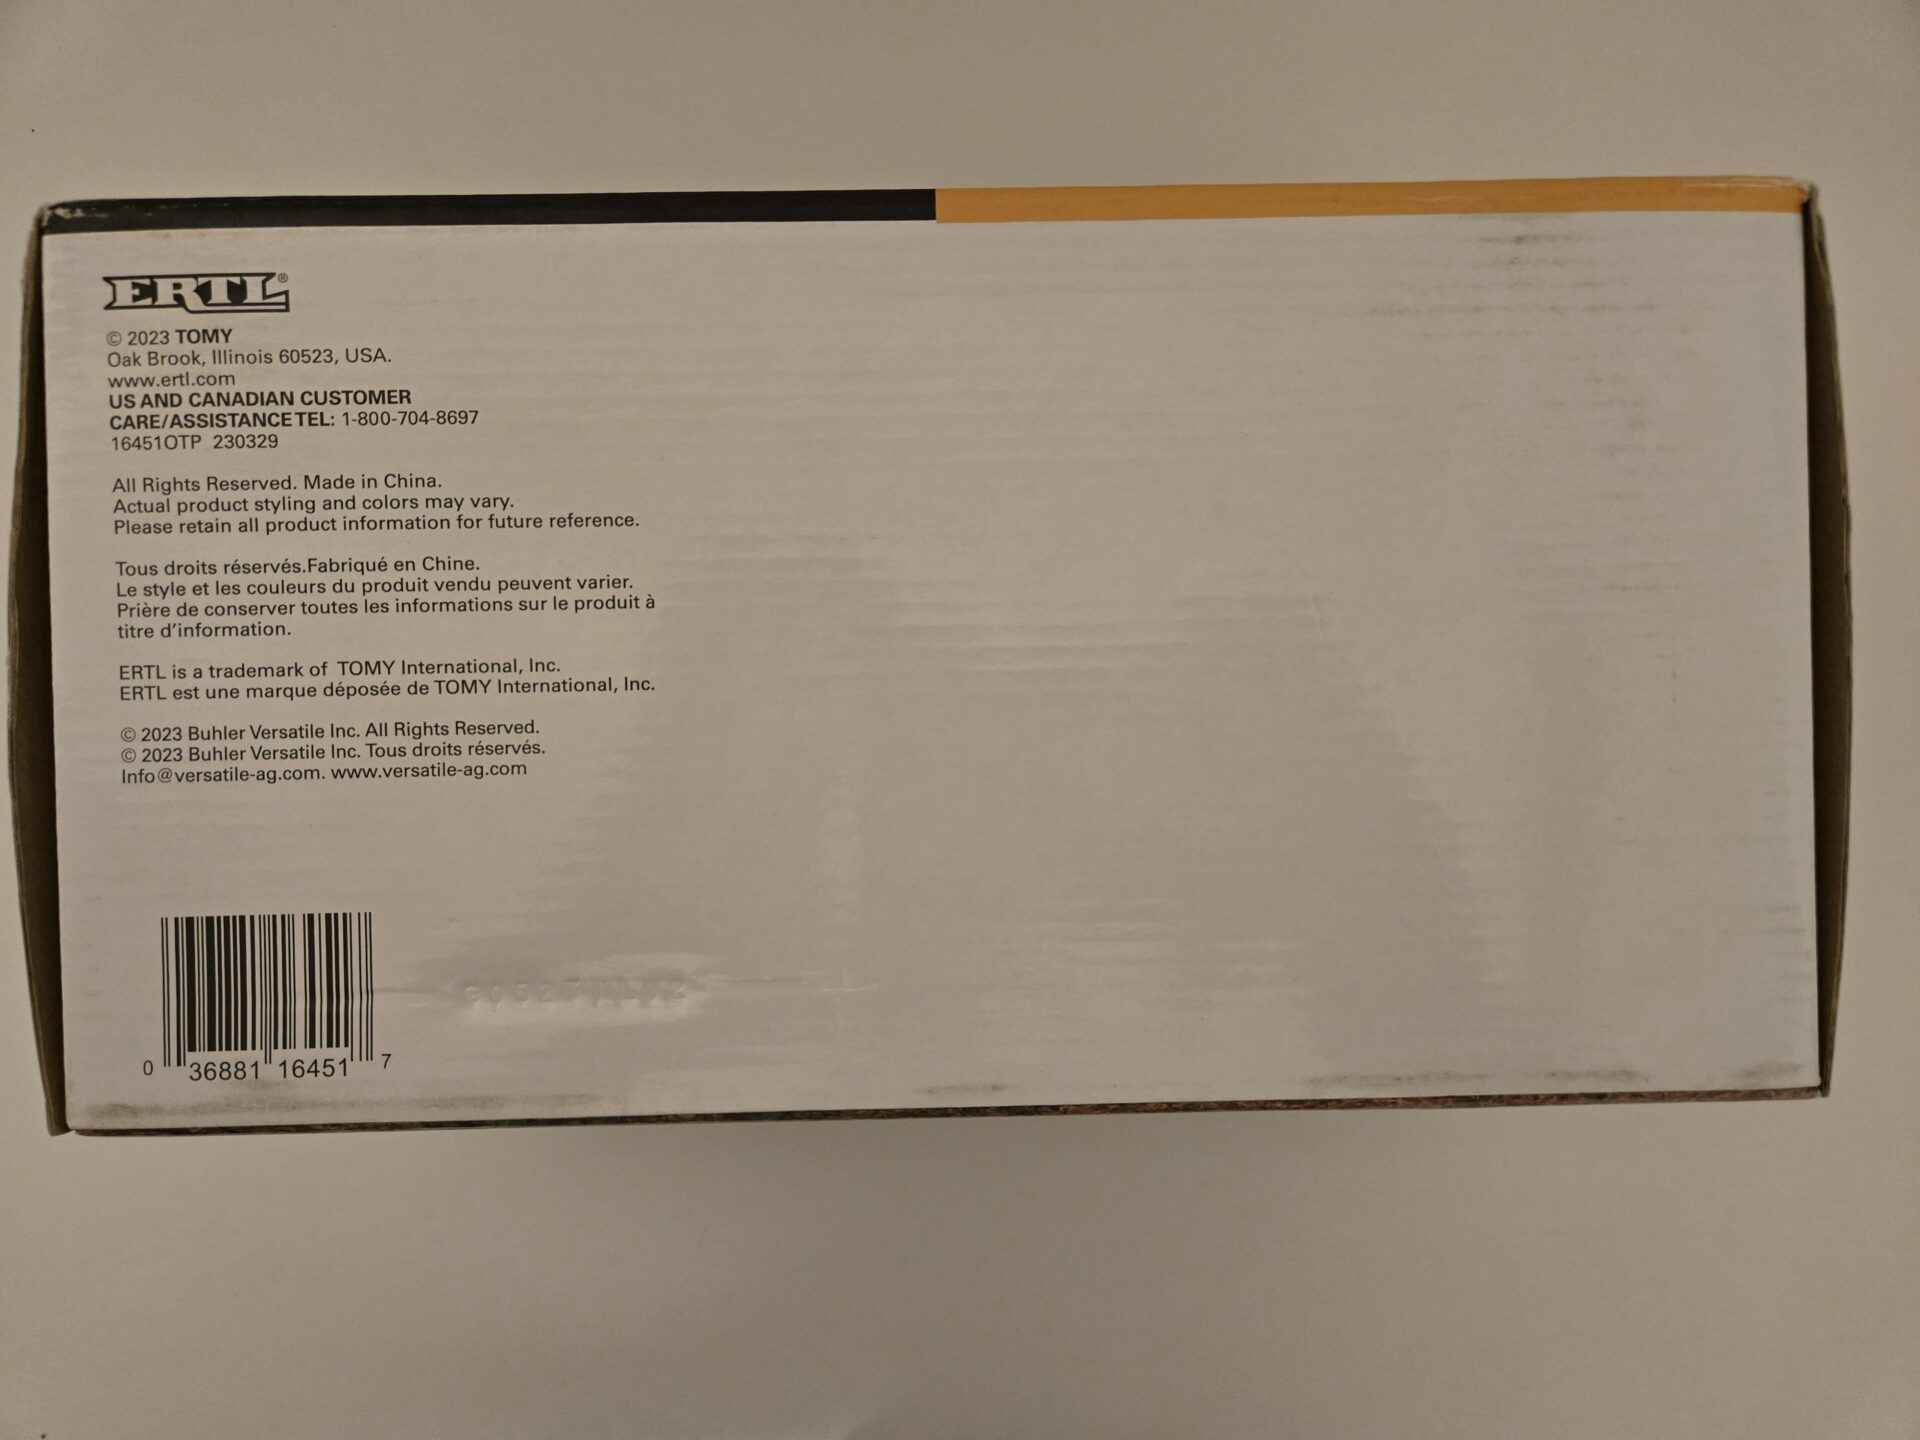 ERTL®
© 2023 TOMY
Oak Brook, Illinois 60523, USA.
www.ertl.com
US AND CANADIAN CUSTOMER
CARE/ASSISTANCE TEL: 1-800-704-8697
16451OTP 230329
All Rights Reserved. Made in China.
Actual product styling and colors may vary.
Please retain all product information for future reference.
Tous droits réservés.Fabriqué en Chine.
Le style et les couleurs du produit vendu peuvent varier.
Prière de conserver toutes les informations sur le produit à
titre d'information.
ERTL is a trademark of TOMY International, Inc.
ERTL est une marque déposée de TOMY International, Inc.
© 2023 Buhler Versatile Inc. All Rights Reserved.
© 2023 Buhler Versatile Inc. Tous droits réservés.
Info@versatile-ag.com. www.versatile-ag.com
0 36881 16451 7